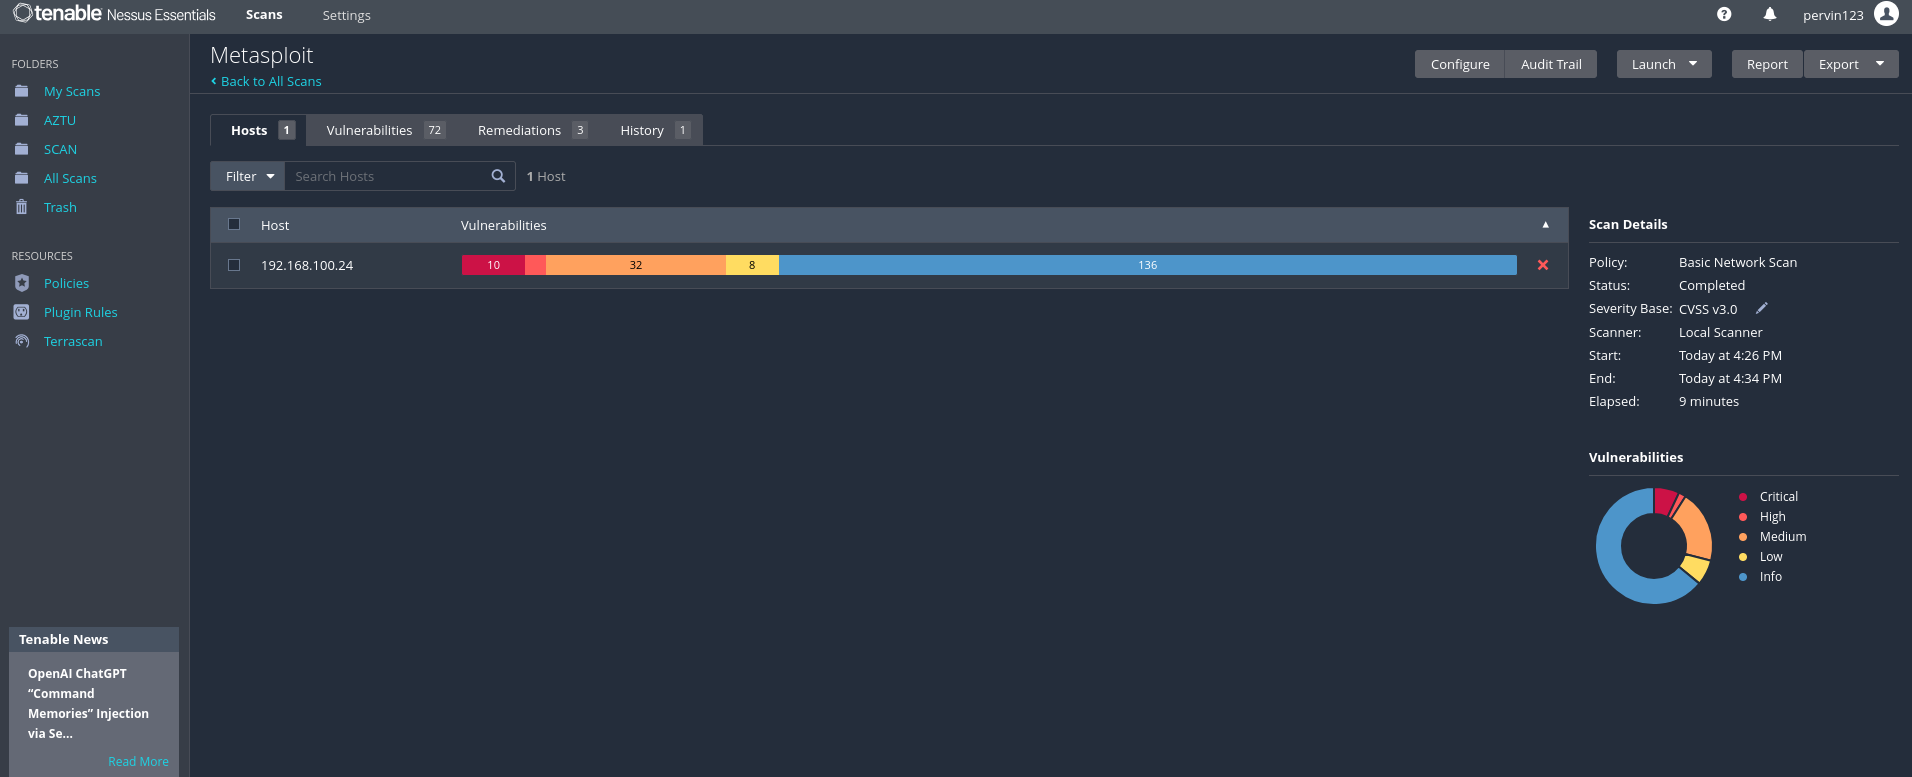 tenable Nessus Essentials Scans Settings pervin123
FOLDERS
My Scans
AZTU
SCAN
All Scans
Trash
RESOURCES
Policies
Plugin Rules
Terrascan
Tenable News
OpenAI ChatGPT
“Command
Memories” Injection
via Se...
Read More
Metasploit
Back to All Scans
Configure Audit Trail Launch Report Export
Hosts 1 Vulnerabilities 72 Remediations 3 History 1
Filter Search Hosts 1 Host
Host Vulnerabilities
192.168.100.24 10 32 8 136
Scan Details
Policy: Basic Network Scan
Status: Completed
Severity Base: CVSS v3.0
Scanner: Local Scanner
Start: Today at 4:26 PM
End: Today at 4:34 PM
Elapsed: 9 minutes
Vulnerabilities
Critical
High
Medium
Low
Info